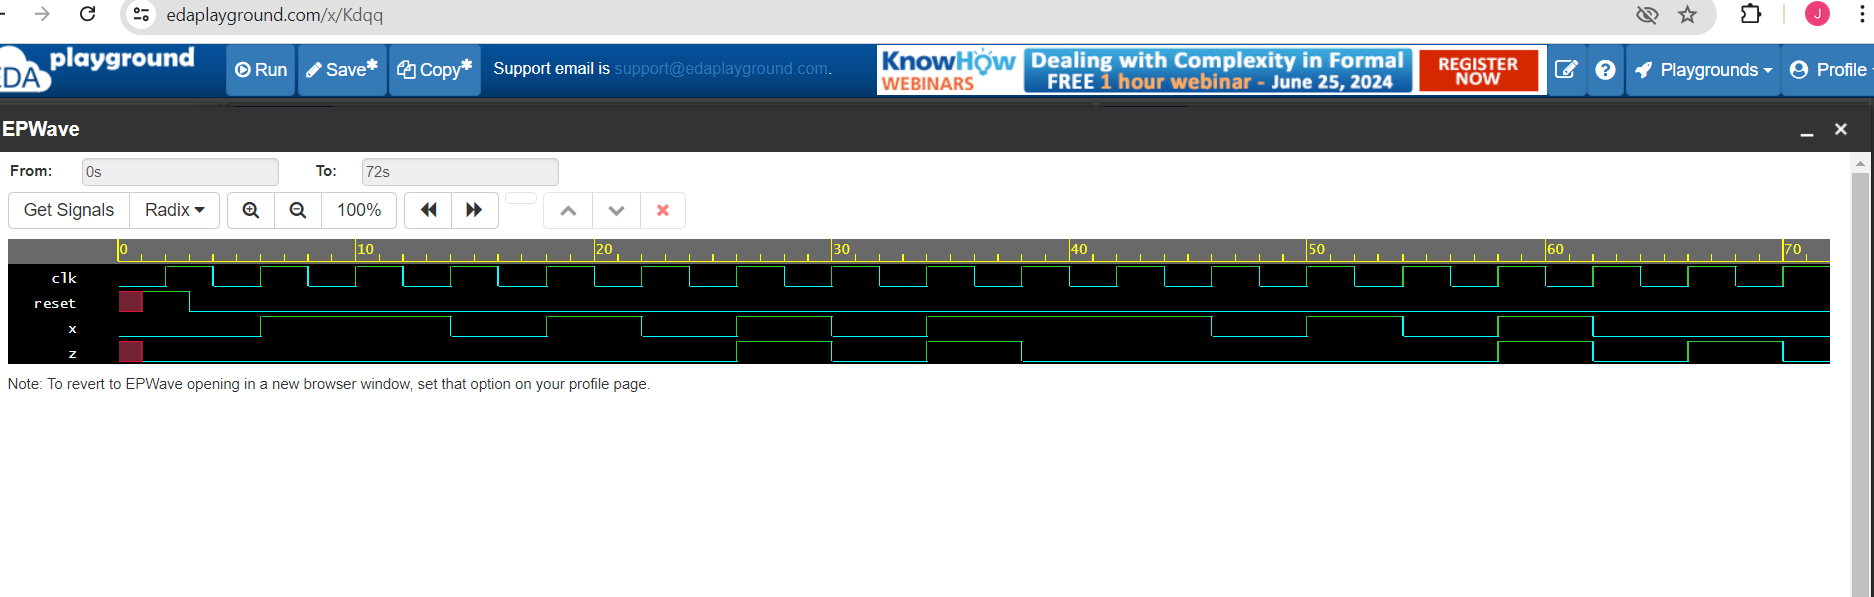 edaplayground.com/x/Kdqq
J
EDA playground
Run
Save*
Copy*
Support email is support@edaplayground.com.
KnowHow WEBINARS
Dealing with Complexity in Formal
FREE 1 hour webinar - June 25, 2024
REGISTER NOW
Playgrounds
Profile
EPWave
From: 0s To: 72s
Get Signals Radix 100%
0 10 20 30 40 50 60 70
clk
reset
x
z
Note: To revert to EPWave opening in a new browser window, set that option on your profile page.